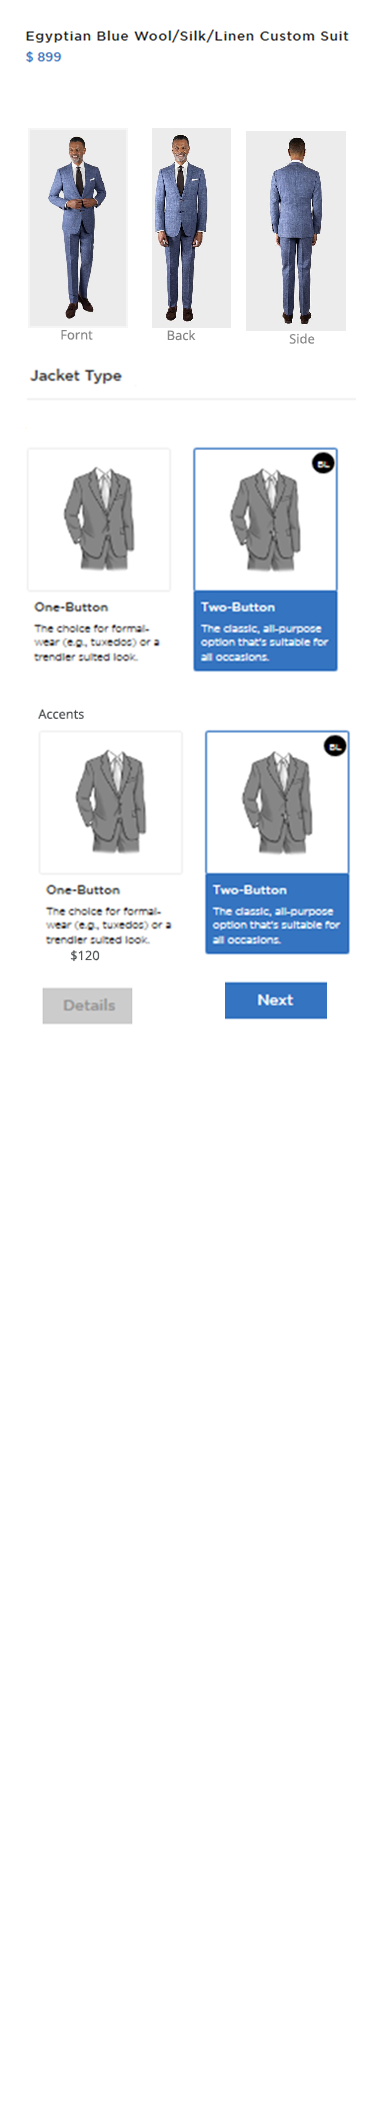 Egyptian Blue Wool/Silk/Linen Custom Suit
$ 899
Fornt
Back
Side
Jacket Type
BL
One-Button
The choice for formal-
wear (e.g., tuxedos) or a
trendier suited look.
Two-Button
The classic, all-purpose
option that's suitable for
all occasions.
Accents
BL
One-Button
The choice for formal-
wear (e.g., tuxedos) or a
trendier suited look.
$120
Two-Button
The classic, all-purpose
option that's suitable for
all occasions.
Details
Next